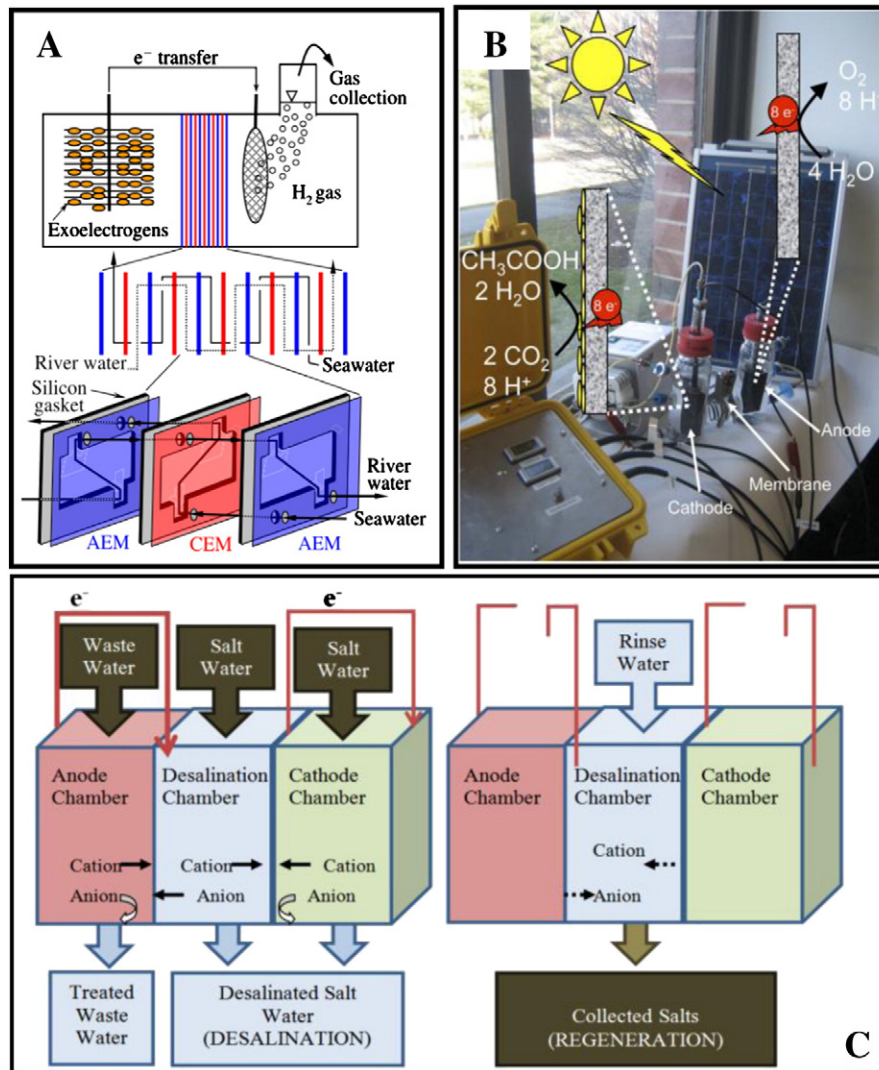 A
e⁻ transfer
Gas
collection
H₂ gas
Exoelectrogens
River water
Seawater
Silicon
gasket
River
water
Seawater
AEM
CEM
AEM
B
8 e⁻
O₂
8 H⁺
4 H₂O
CH₃COOH
2 H₂O
8 e⁻
2 CO₂
8 H⁺
Anode
Membrane
Cathode
e⁻
e⁻
Waste
Water
Salt
Water
Salt
Water
Rinse
Water
Anode
Chamber
Desalination
Chamber
Cathode
Chamber
Cation
Cation
Cation
Anion
Anion
Anion
Anode
Chamber
Desalination
Chamber
Cathode
Chamber
Cation
Anion
Treated
Waste
Water
Desalinated Salt
Water
(DESALINATION)
Collected Salts
(REGENERATION)
C